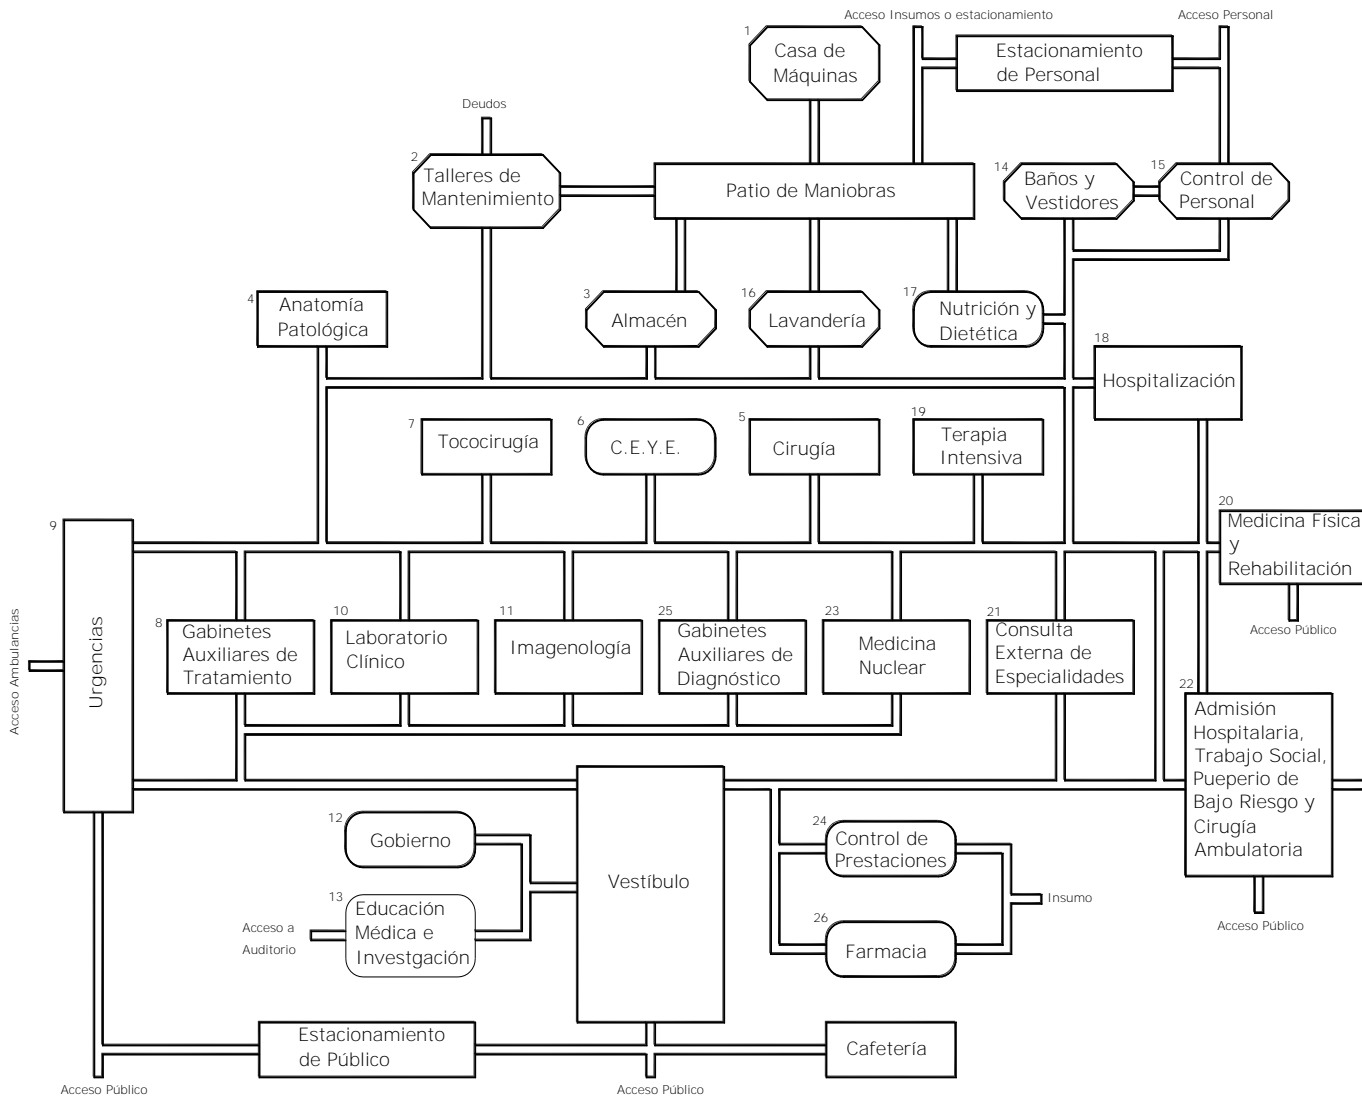 Acceso Insumos o estacionamiento
Acceso Personal
1
Casa de
Máquinas
Estacionamiento
de Personal
Deudos
2
Talleres de
Mantenimiento
Patio de Maniobras
14
Baños y
Vestidores
15
Control de
Personal
4
Anatomía
Patológica
3
Almacén
16
Lavandería
17
Nutrición y
Dietética
18
Hospitalización
7
Tococirugía
6
C.E.Y.E.
5
Cirugía
19
Terapia
Intensiva
9
Urgencias
Acceso Ambulancias
20
Medicina Física
y
Rehabilitación
Acceso Público
8
Gabinetes
Auxiliares de
Tratamiento
10
Laboratorio
Clínico
11
Imagenología
25
Gabinetes
Auxiliares de
Diagnóstico
23
Medicina
Nuclear
21
Consulta
Externa de
Especialidades
22
Admisión
Hospitalaria,
Trabajo Social,
Pueperio de
Bajo Riesgo y
Cirugía
Ambulatoria
Acceso Público
12
Gobierno
13
Educación
Médica e
Investgación
Acceso a
Auditorio
Vestíbulo
24
Control de
Prestaciones
26
Farmacia
Insumo
Estacionamiento
de Público
Cafetería
Acceso Público
Acceso Público